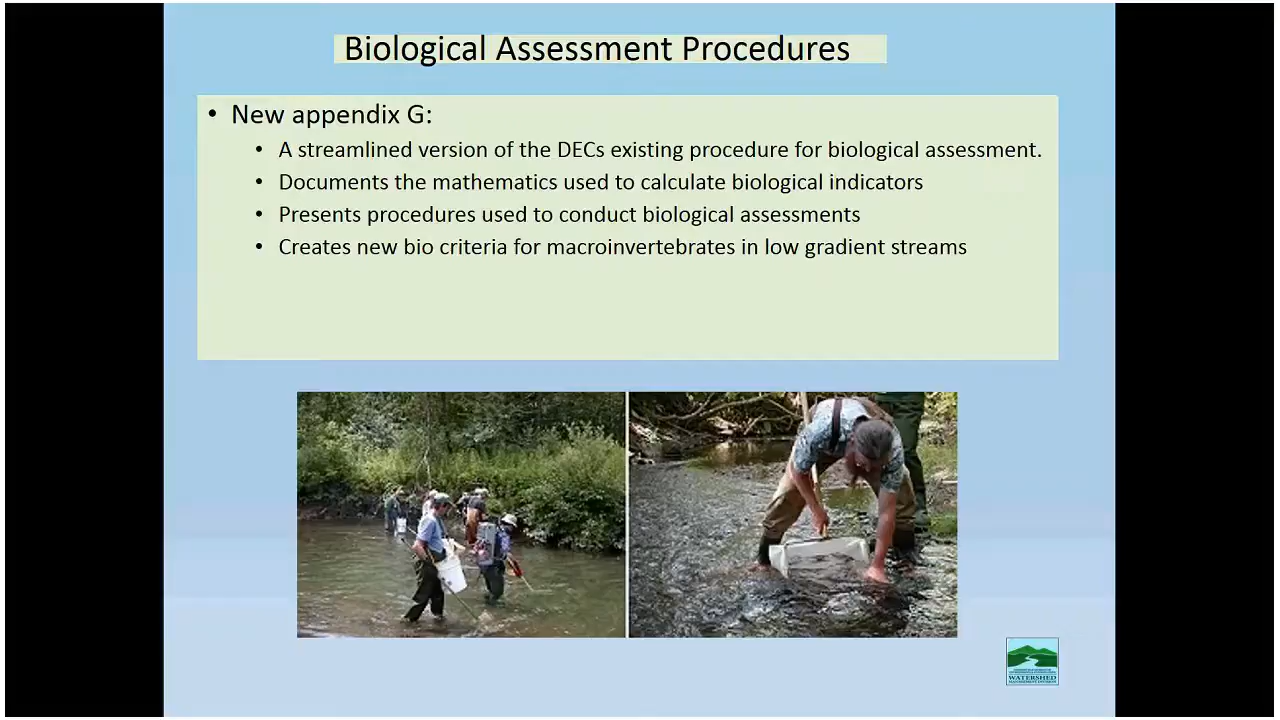 Biological Assessment Procedures
• New appendix G:
• A streamlined version of the DECs existing procedure for biological assessment.
• Documents the mathematics used to calculate biological indicators
• Presents procedures used to conduct biological assessments
• Creates new bio criteria for macroinvertebrates in low gradient streams
WATERSHED